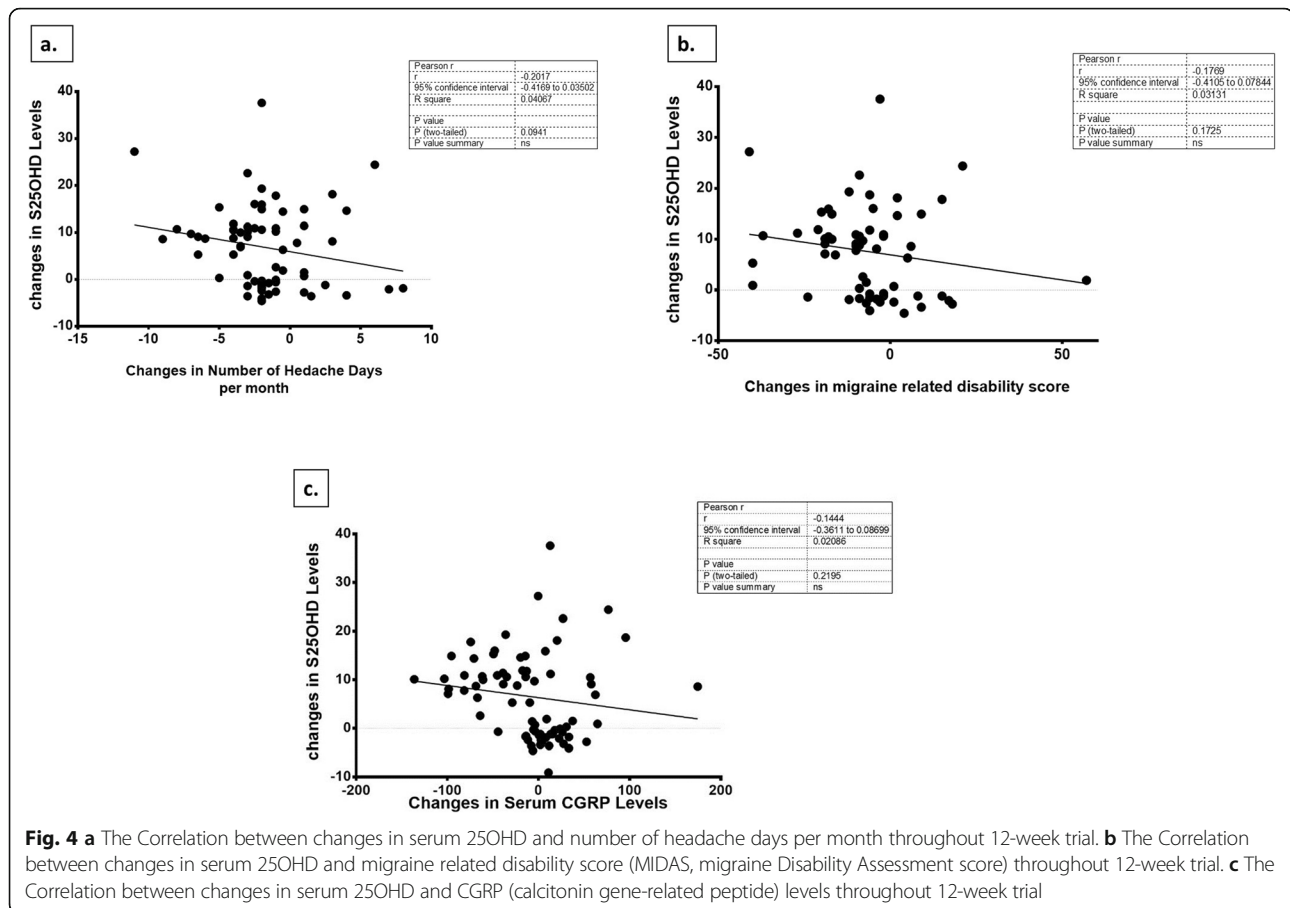 a.
Pearson r
r -0.2017
95% confidence interval -0.4169 to 0.03502
R square 0.04067
P value
P (two-tailed) 0.0941
P value summary ns
changes in S25OHD Levels
40
30
20
10
0
-10
-15 -10 -5 0 5 10
Changes in Number of Hedache Days
per month
b.
Pearson r
r -0.1769
95% confidence interval -0.4105 to 0.07844
R square 0.03131
P value
P (two-tailed) 0.1725
P value summary ns
changes in S25OHD Levels
40
30
20
10
0
-10
-50 0 50
Changes in migraine related disability score
c.
Pearson r
r -0.1444
95% confidence interval -0.3611 to 0.08699
R square 0.02086
P value
P (two-tailed) 0.2195
P value summary ns
changes in S25OHD Levels
40
30
20
10
0
-10
-200 -100 0 100 200
Changes in Serum CGRP Levels
Fig. 4 a The Correlation between changes in serum 25OHD and number of headache days per month throughout 12-week trial. b The Correlation
between changes in serum 25OHD and migraine related disability score (MIDAS, migraine Disability Assessment score) throughout 12-week trial. c The
Correlation between changes in serum 25OHD and CGRP (calcitonin gene-related peptide) levels throughout 12-week trial